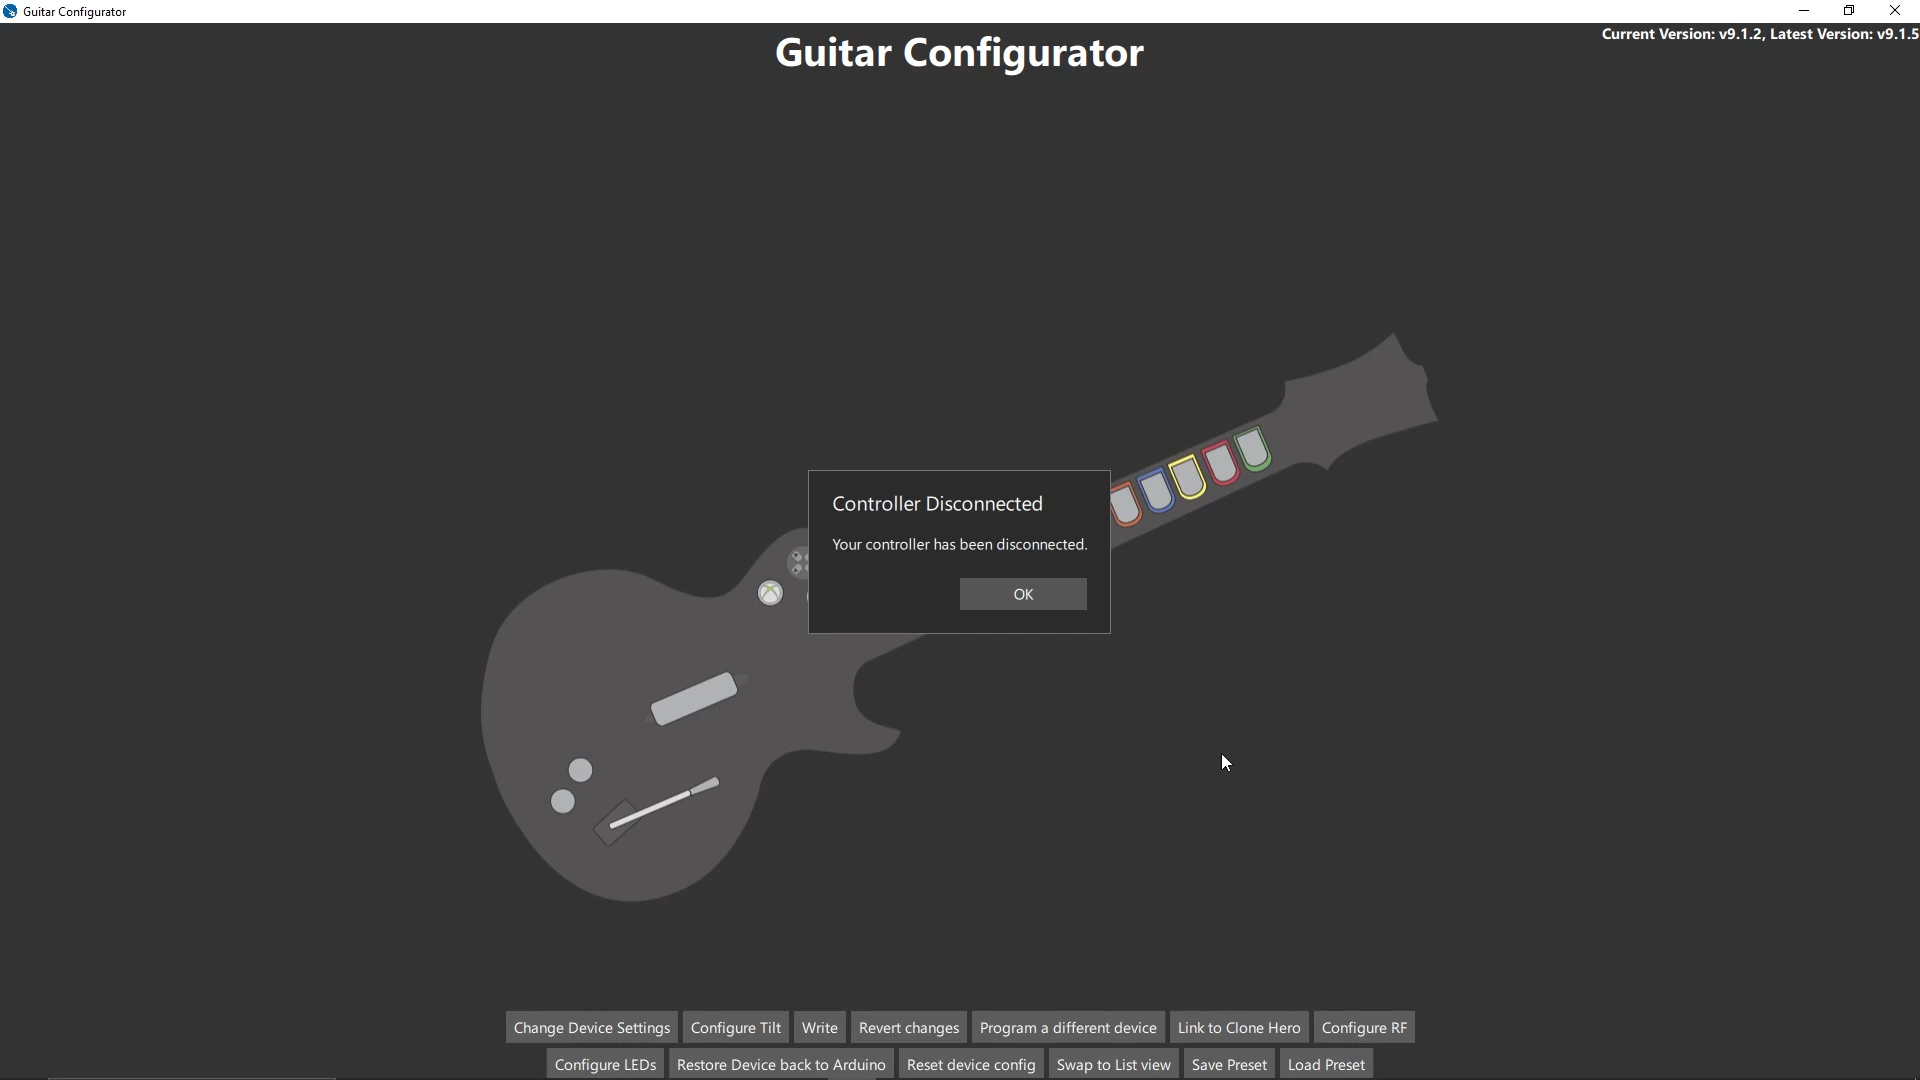 Guitar Configurator
Current Version: v9.1.2, Latest Version: v9.1.5
Guitar Configurator
Controller Disconnected
Your controller has been disconnected.
OK
Change Device Settings Configure Tilt Write Revert changes Program a different device Link to Clone Hero Configure RF
Configure LEDs Restore Device back to Arduino Reset device config Swap to List view Save Preset Load Preset